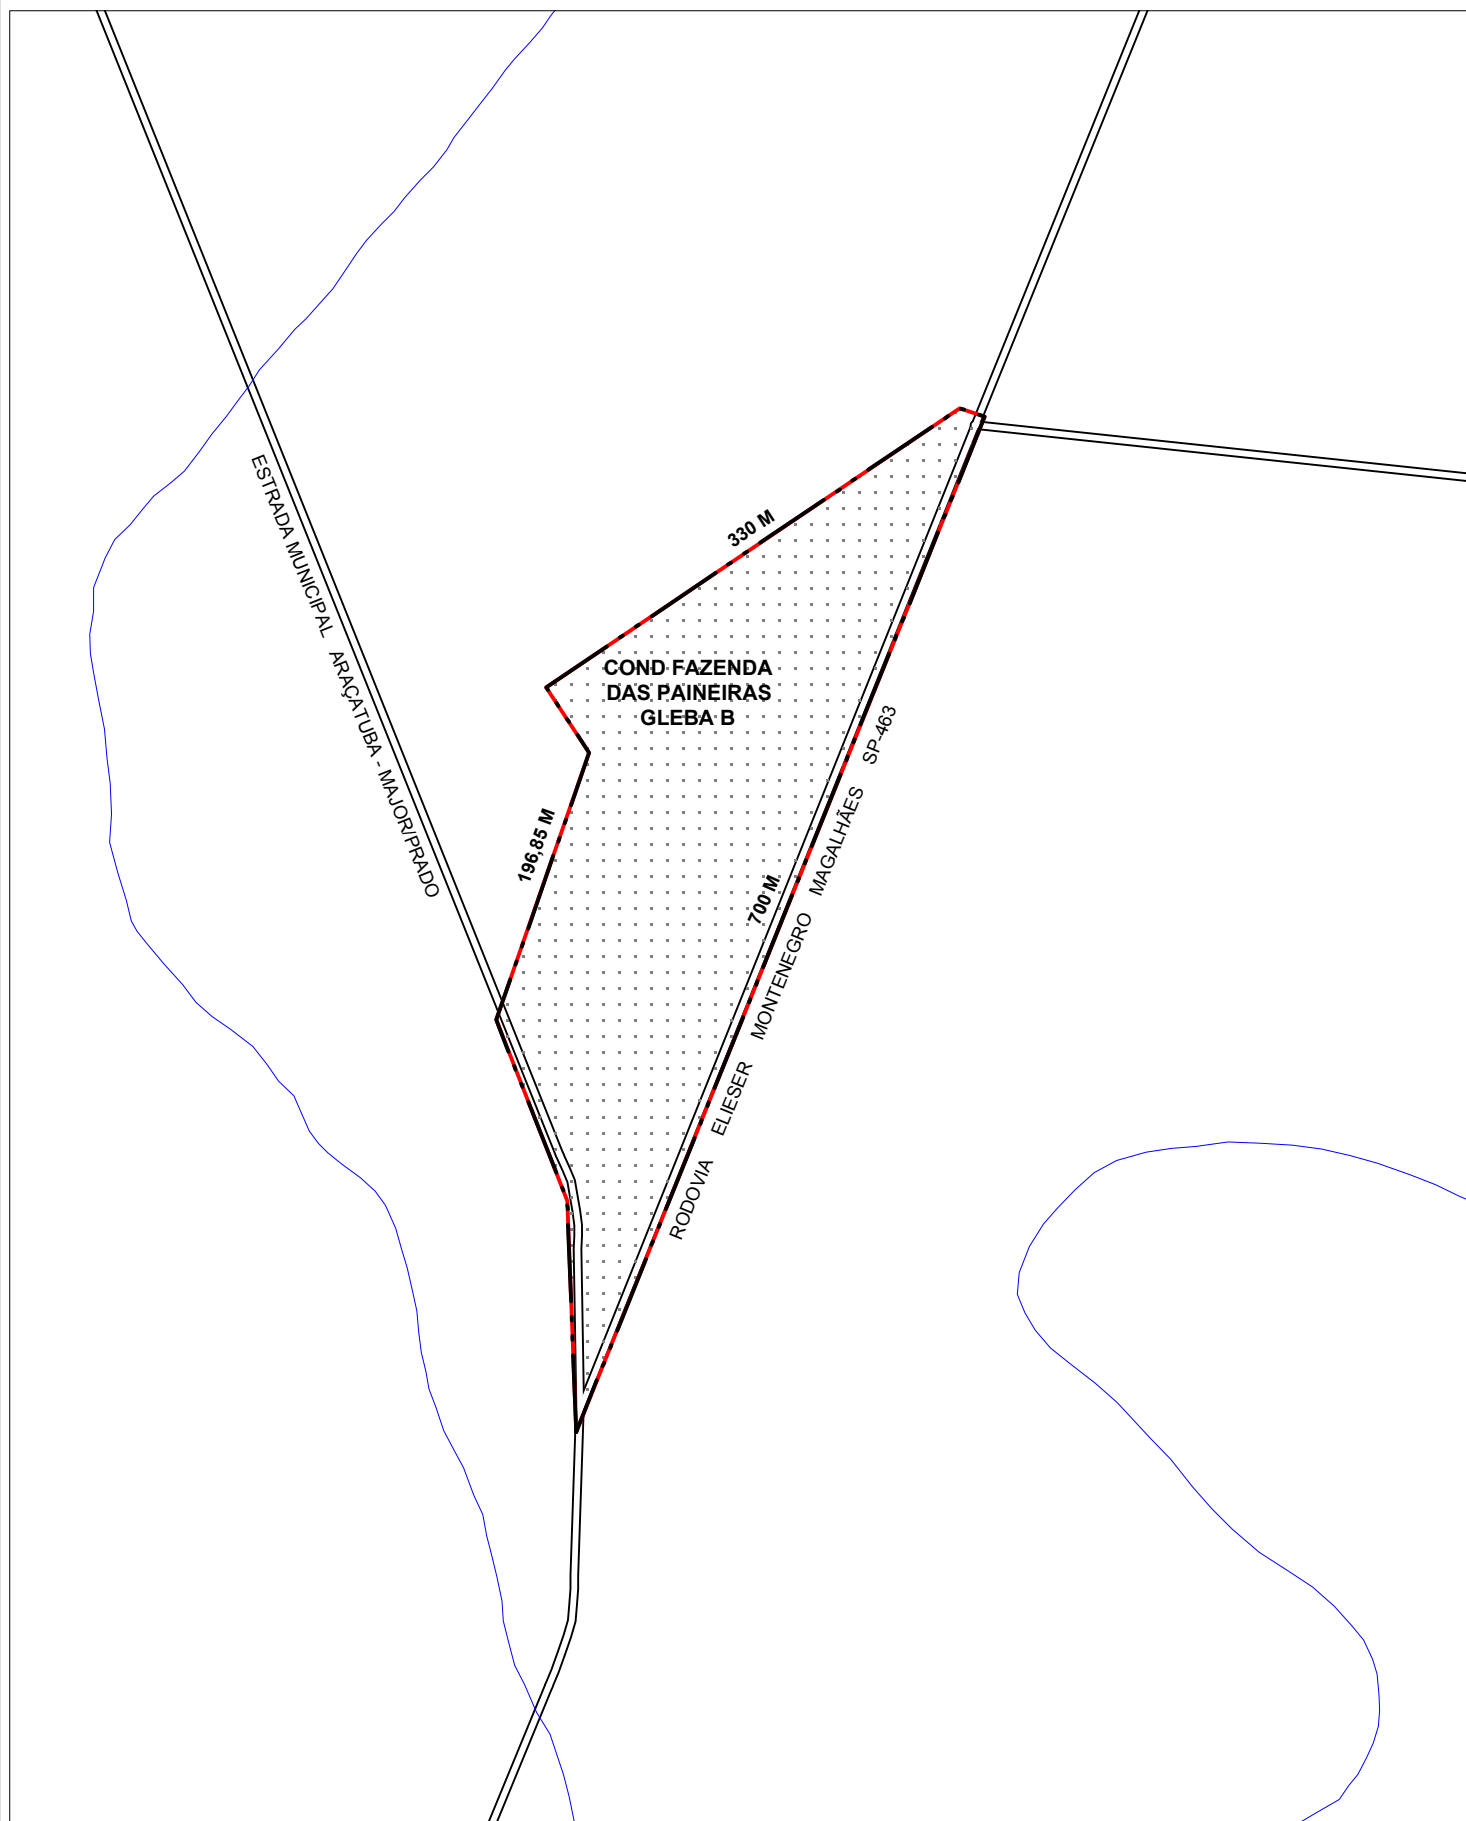 ESTRADA MUNICIPAL ARAÇATUBA - MAJOR/PRADO
330 M
COND FAZENDA
DAS PAINEIRAS
GLEBA B
196,85 M
700 M
RODOVIA ELIESER MONTENEGRO MAGALHÃES SP-463